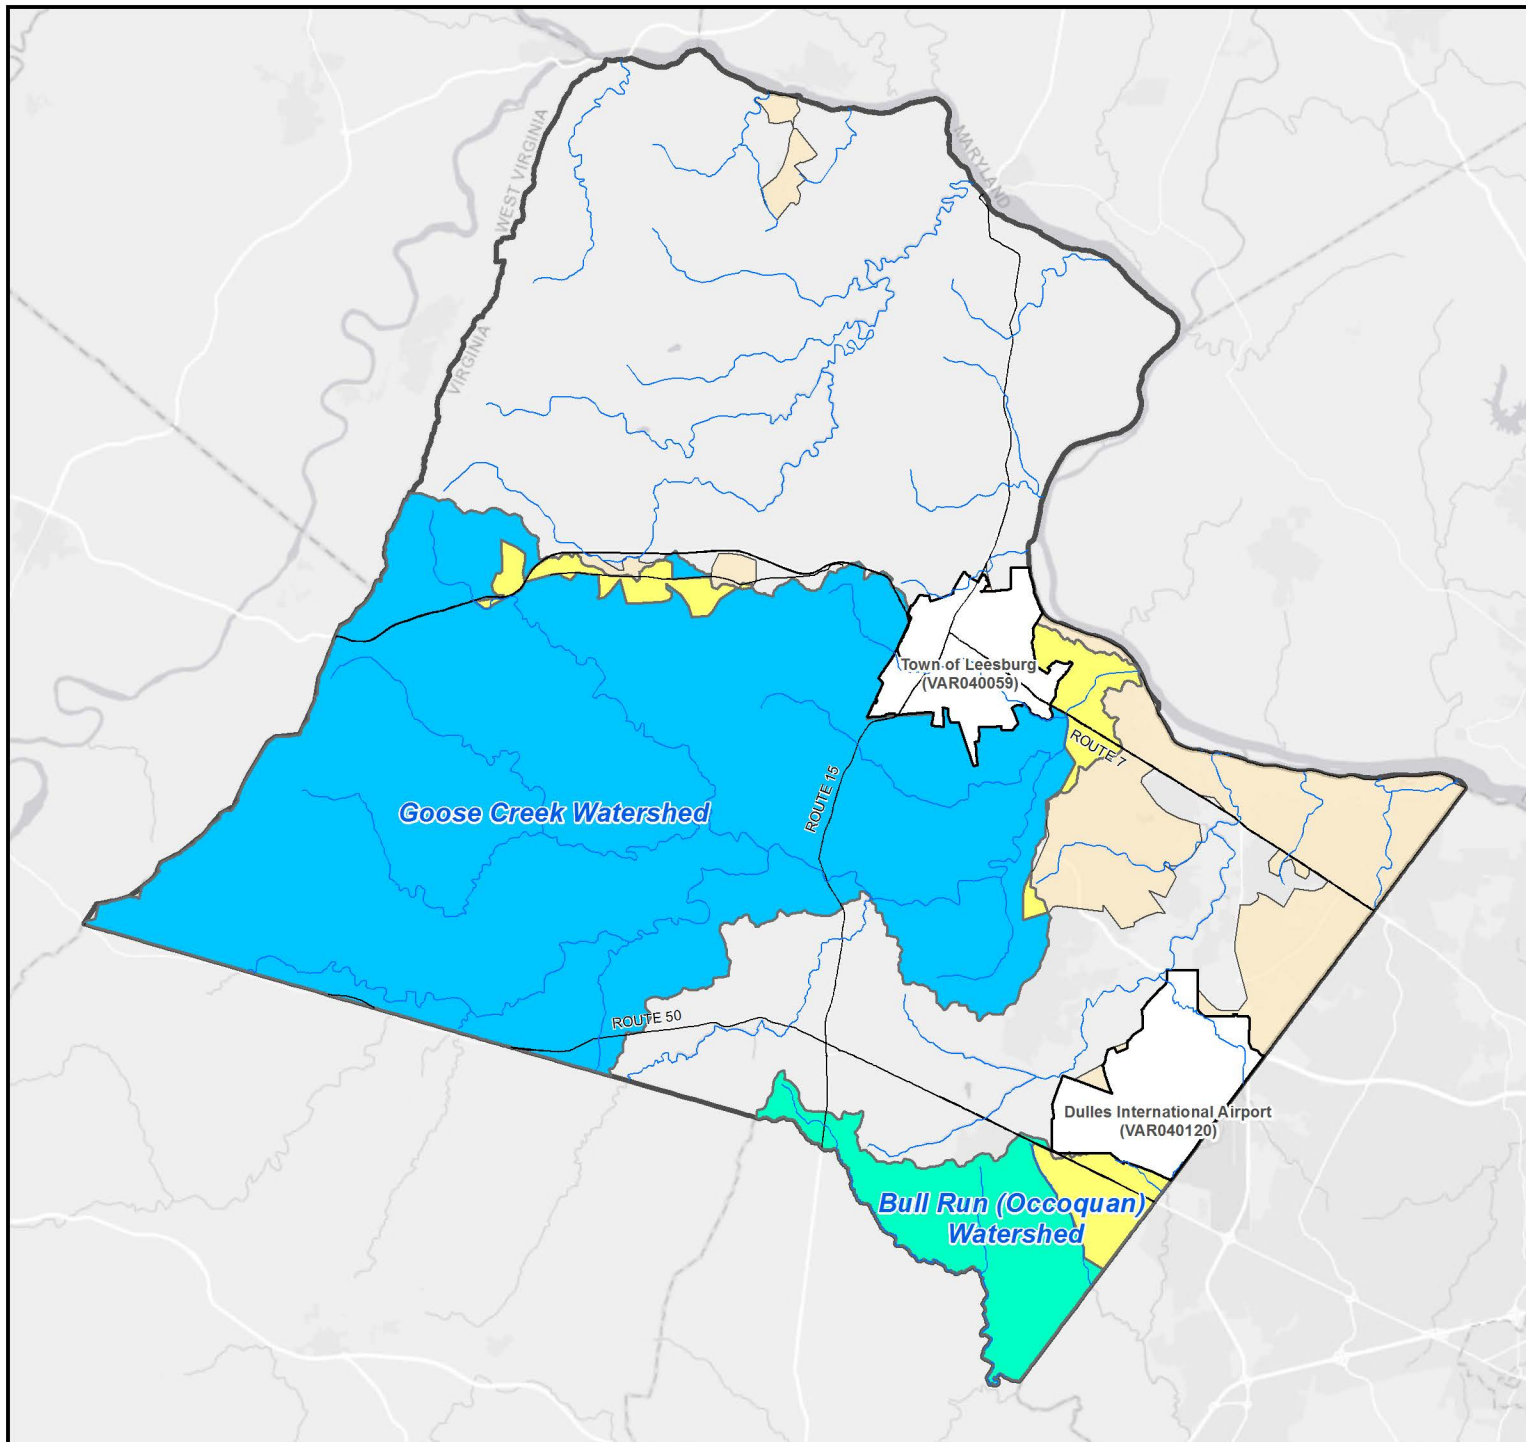 WEST VIRGINIA
MARYLAND
VIRGINIA
Town of Leesburg
(VAR040059)
ROUTE 7
ROUTE 15
Goose Creek Watershed
ROUTE 50
Dulles International Airport
(VAR040120)
Bull Run (Occoquan)
Watershed